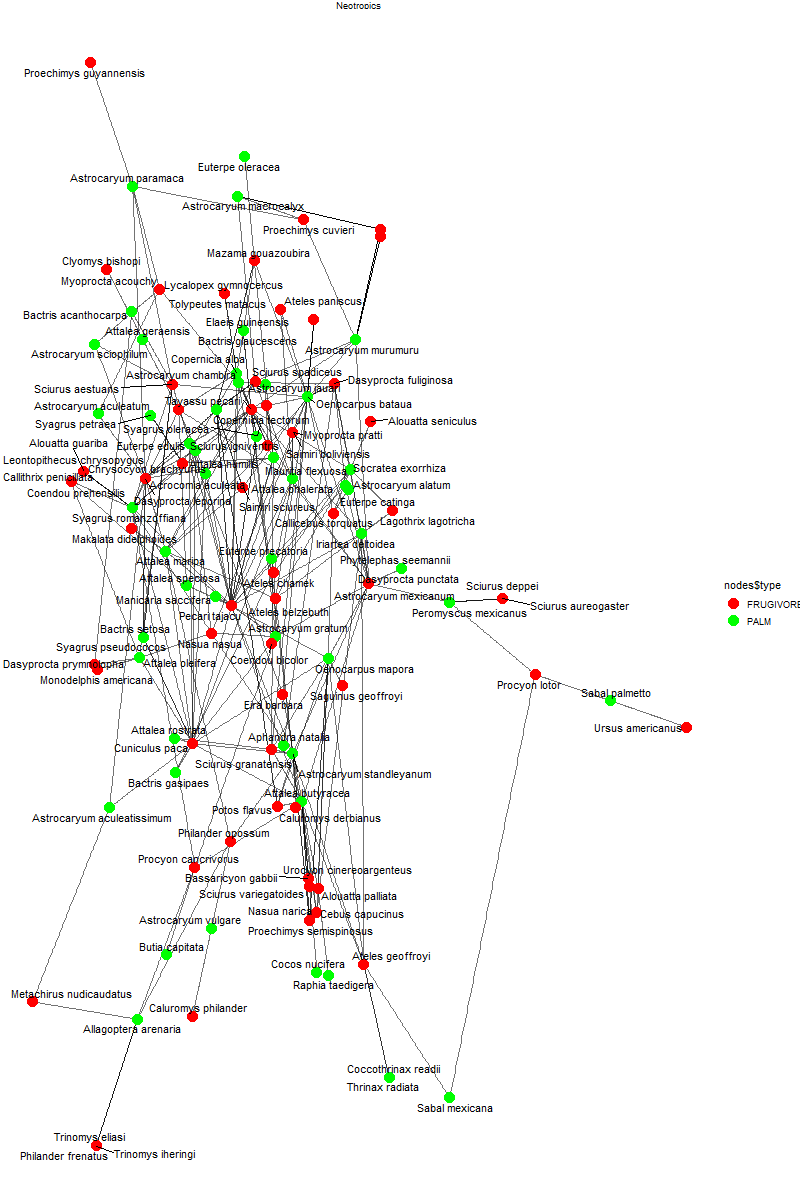 Neotropics
Proechimys guyannensis
Euterpe oleracea
Astrocaryum paramaca
Astrocaryum macrocalyx
Proechimys cuvieri
Mazama gouazoubira
Clyomys bishopi
Myoprocta acouchy
Lycalopex gymnocercus
Tolypeutes matacus
Ateles paniscus
Bactris acanthocarpa
Elaeis guineensis
Attalea geraensis
Bactris glaucescens
Astrocaryum sciophilum
Astrocaryum murumuru
Copernicia alba
Astrocaryum chambira
Sciurus spadiceus
Dasyprocta fuliginosa
Sciurus aestuans
Astrocaryum jauari
Tayassu pecari
Astrocaryum aculeatum
Oenocarpus bataua
Syagrus petraea
Syagrus oleracea
Copernicia tectorum
Alouatta seniculus
Myoprocta pratti
Alouatta guariba
Euterpe edulis
Sciurus igniventris
Saimiri boliviensis
Leontopithecus chrysopygus
Chrysocyon brachyurus
Attalea humilis
Mauritia flexuosa
Socratea exorrhiza
Callithrix penicillata
Acrocomia aculeata
Attalea phalerata
Astrocaryum alatum
Coendou prehensilis
Dasyprocta leporina
Saimiri sciureus
Euterpe catinga
Syagrus romanzoffiana
Callicebus torquatus
Lagothrix lagotricha
Makalata didelphoides
Iriartea deltoidea
Attalea maripa
Euterpe precatoria
Phytelephas seemannii
Attalea speciosa
Ateles chamek
Dasyprocta punctata
Sciurus deppei
Manicaria saccifera
Astrocaryum mexicanum
Sciurus aureogaster
Pecari tajacu
Ateles belzebuth
Peromyscus mexicanus
Bactris setosa
Astrocaryum gratum
Syagrus pseudococos
Nasua nasua
Dasyprocta prymnolopha
Attalea oleifera
Coendou bicolor
Oenocarpus mapora
Monodelphis americana
Procyon lotor
Saguinus geoffroyi
Sabal palmetto
Eira barbara
Ursus americanus
Attalea rostrata
Aphandra natalia
Cuniculus paca
Sciurus granatensis
Astrocaryum standleyanum
Bactris gasipaes
Attalea butyracea
Astrocaryum aculeatissimum
Potos flavus
Caluromys derbianus
Philander opossum
Procyon cancrivorus
Urocyon cinereoargenteus
Bassaricyon gabbii
Sciurus variegatoides
Alouatta palliata
Nasua narica
Cebus capucinus
Astrocaryum vulgare
Proechimys semispinosus
Butia capitata
Ateles geoffroyi
Cocos nucifera
Raphia taedigera
Metachirus nudicaudatus
Caluromys philander
Allagoptera arenaria
Coccothrinax readii
Thrinax radiata
Sabal mexicana
Trinomys eliasi
Philander frenatus
Trinomys iheringi
nodes$type
FRUGIVORE
PALM